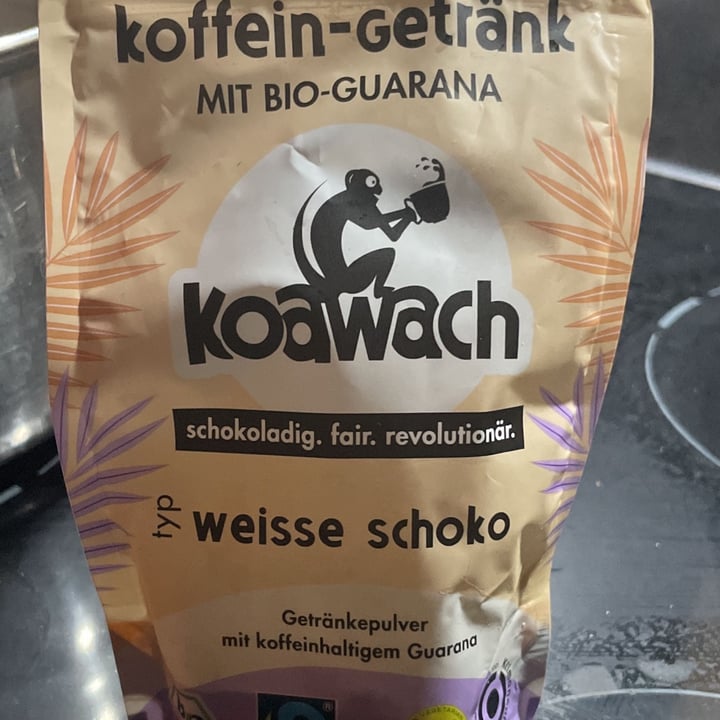 koffein-Getränk
MIT BIO-GUARANA
koawach
schokoladig. fair. revolutionär.
typ weisse schoko
Getränkepulver
mit koffeinhaltigem Guarana